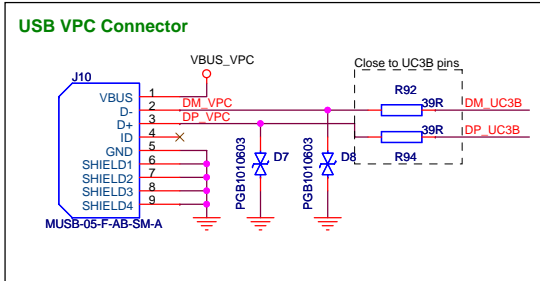 USB VPC Connector
VBUS_VPC
Close to UC3B pins
J10
R92
VBUS 1
DM_VPC
39R
DM_UC3B
D- 2
DP_VPC
D+ 3
39R
DP_UC3B
ID 4
R94
GND 5
D7
D8
SHIELD1 6
SHIELD2 7
SHIELD3 8
SHIELD4 9
PGB1010603
PGB1010603
MUSB-05-F-AB-SM-A